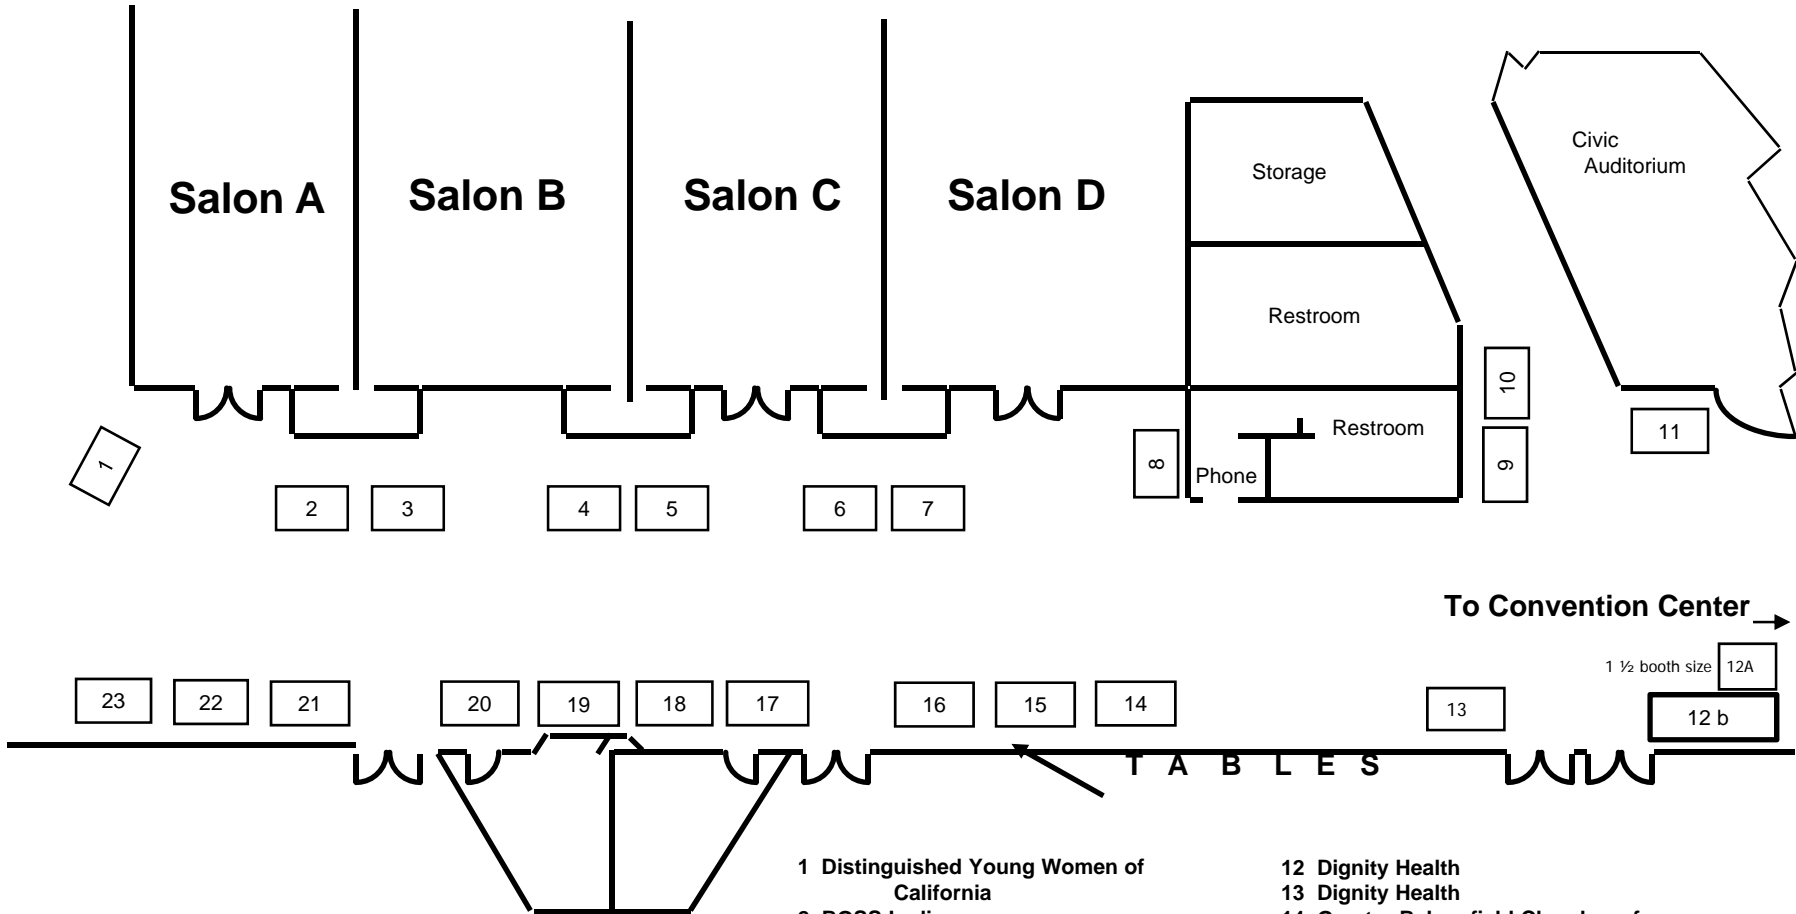 Salon A
Salon B
Salon C
Salon D
Storage
Restroom
Restroom
Phone
Civic
Auditorium
1
2
3
4
5
6
7
8
9
10
11
To Convention Center
1 ½ booth size
12A
12 b
23
22
21
20
19
18
17
16
15
14
13
T A B L E S
1 Distinguished Young Women of
California
12 Dignity Health
13 Dignity Health